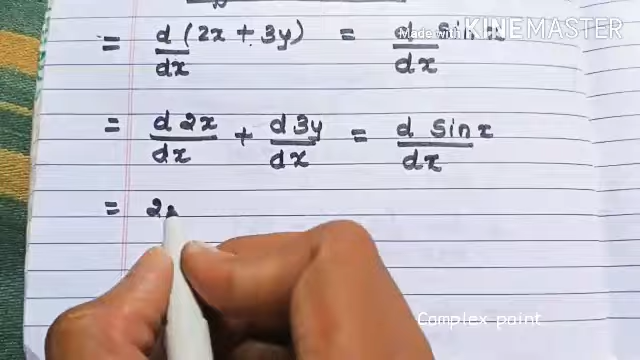 = d/dx (2x + 3y) = d/dx Sin x
Made with KINEMASTER
= d 2x/dx + d 3y/dx = d Sin x/dx
= 2
Complex point